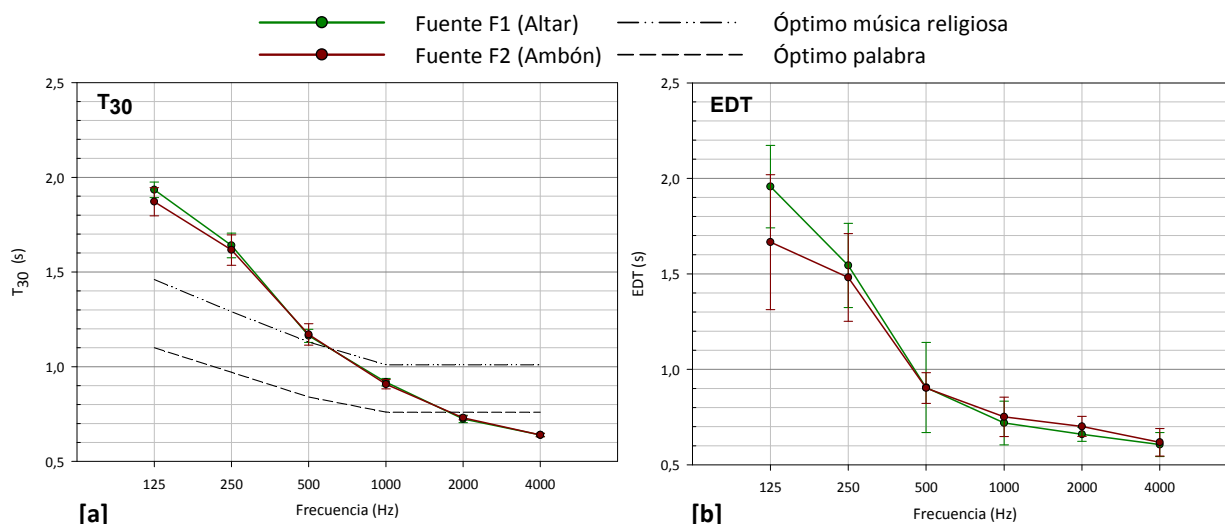 Fuente F1 (Altar) Óptimo música religiosa
Fuente F2 (Ambón) Óptimo palabra
T30
2,5
2,0
1,5
1,0
0,5
T30 (s)
125 250 500 1000 2000 4000
Frecuencia (Hz)
[a]
EDT
2,5
2,0
1,5
1,0
0,5
EDT (s)
125 250 500 1000 2000 4000
Frecuencia (Hz)
[b]